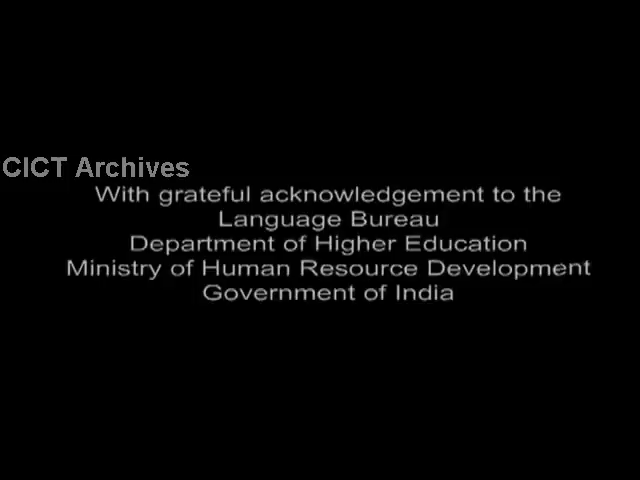 CICT Archives
With grateful acknowledgement to the
Language Bureau
Department of Higher Education
Ministry of Human Resource Development
Government of India